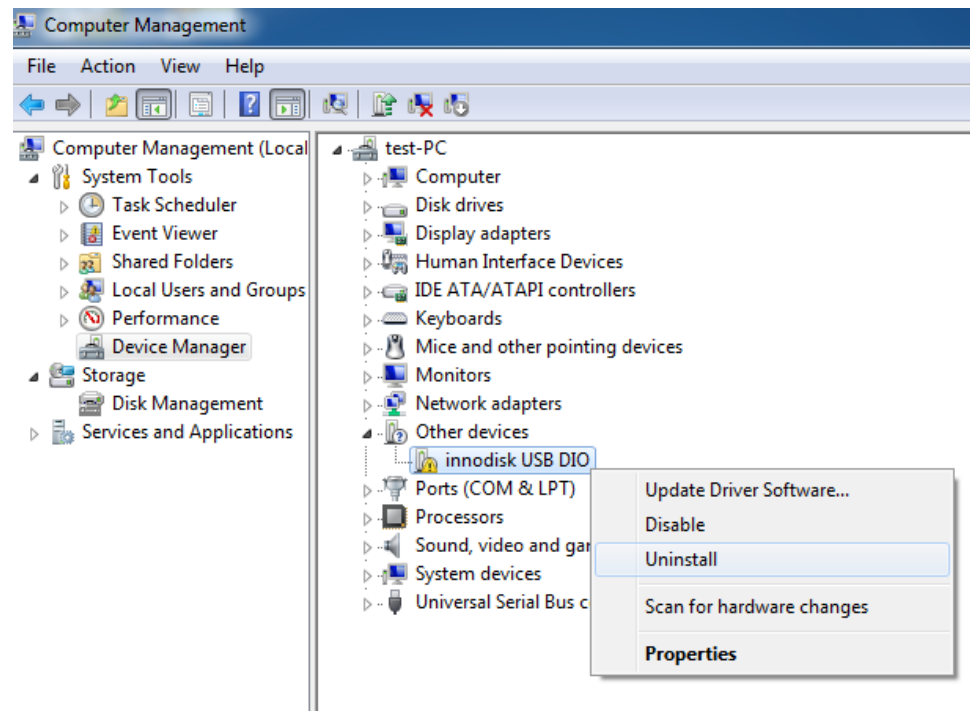 Computer Management
File Action View Help
Computer Management (Local
System Tools
Task Scheduler
Event Viewer
Shared Folders
Local Users and Groups
Performance
Device Manager
Storage
Disk Management
Services and Applications
test-PC
Computer
Disk drives
Display adapters
Human Interface Devices
IDE ATA/ATAPI controllers
Keyboards
Mice and other pointing devices
Monitors
Network adapters
Other devices
innodisk USB DIO
Ports (COM & LPT)
Processors
Sound, video and gar
System devices
Universal Serial Bus c
Update Driver Software...
Disable
Uninstall
Scan for hardware changes
Properties